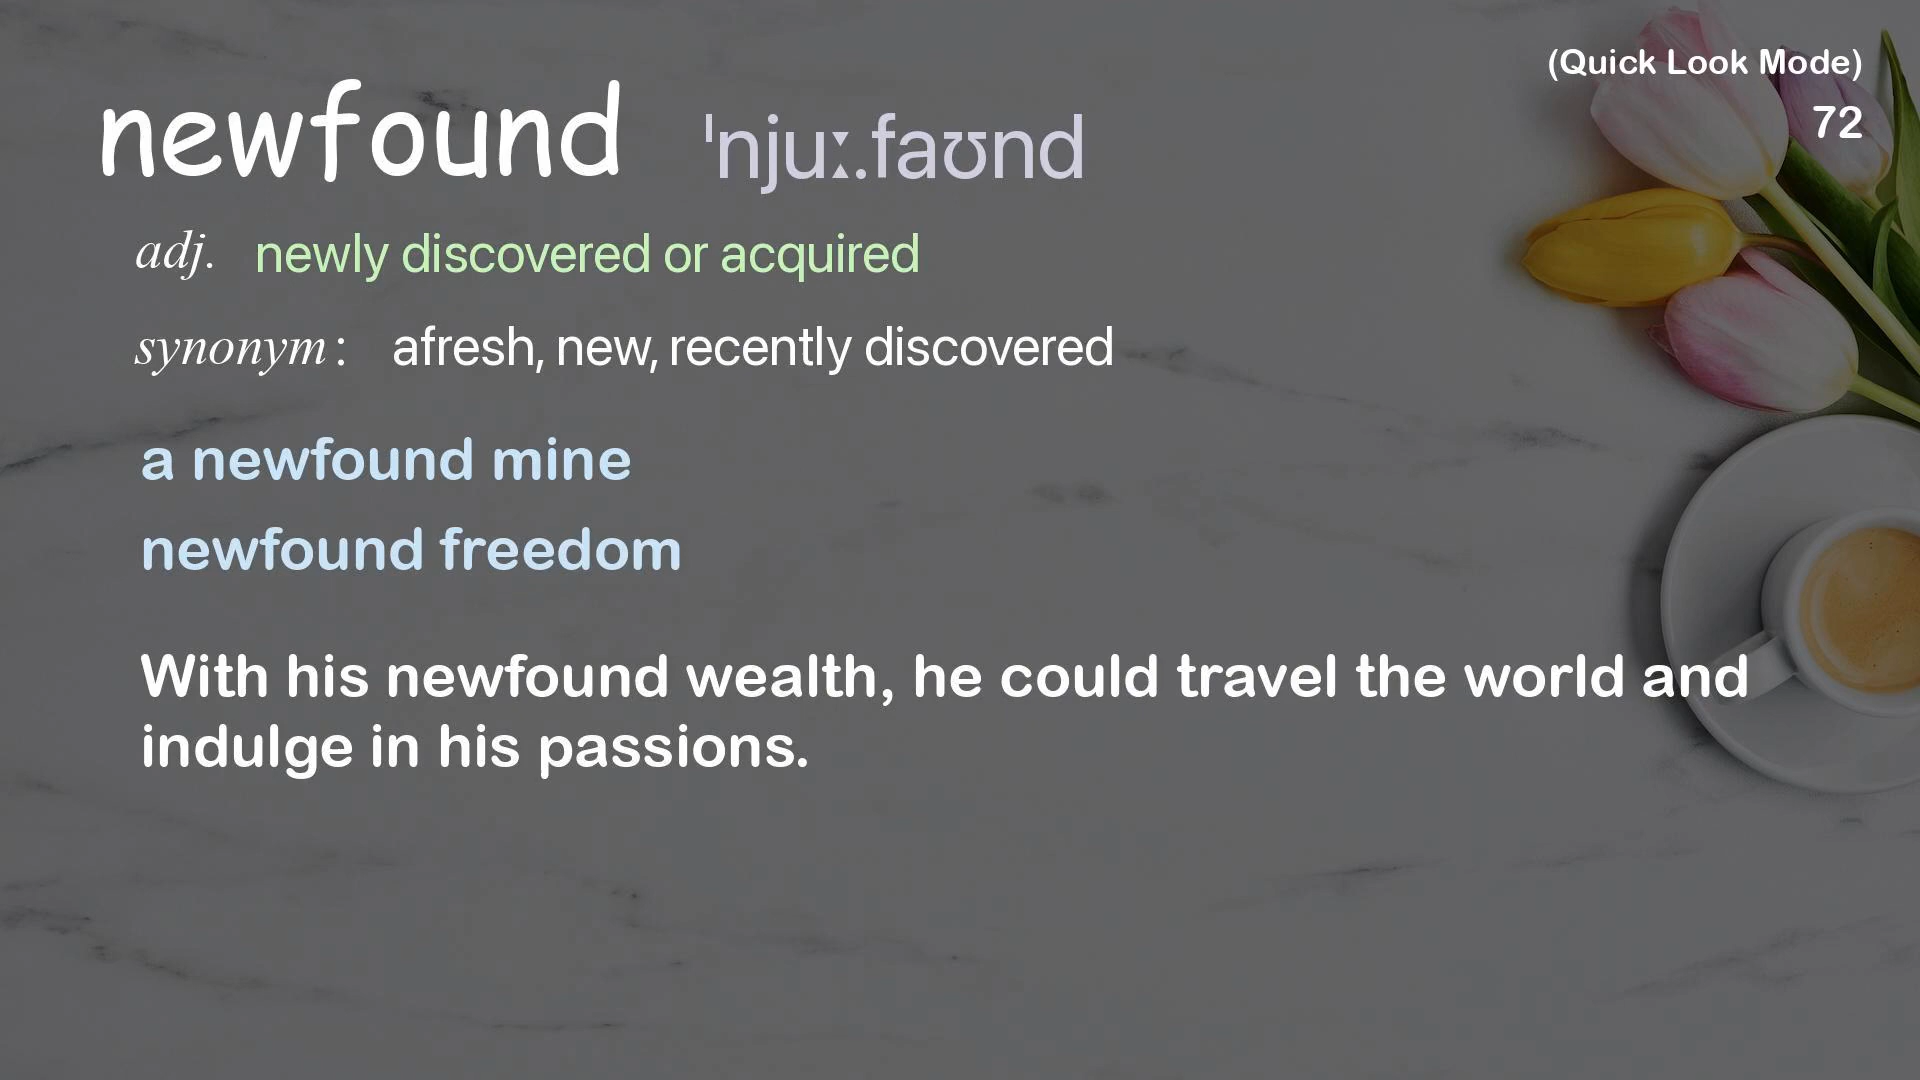 (Quick Look Mode)
72
newfound ˈnjuː.faʊnd
adj. newly discovered or acquired
synonym: afresh, new, recently discovered
a newfound mine
newfound freedom
With his newfound wealth, he could travel the world and
indulge in his passions.